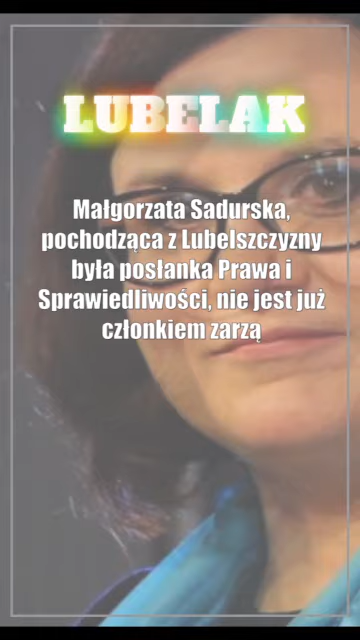 LUBELAK
Małgorzata Sadurska,
pochodząca z Lubelszczyzny
była posłanka Prawa i
Sprawiedliwości, nie jest już
członkiem zarzą